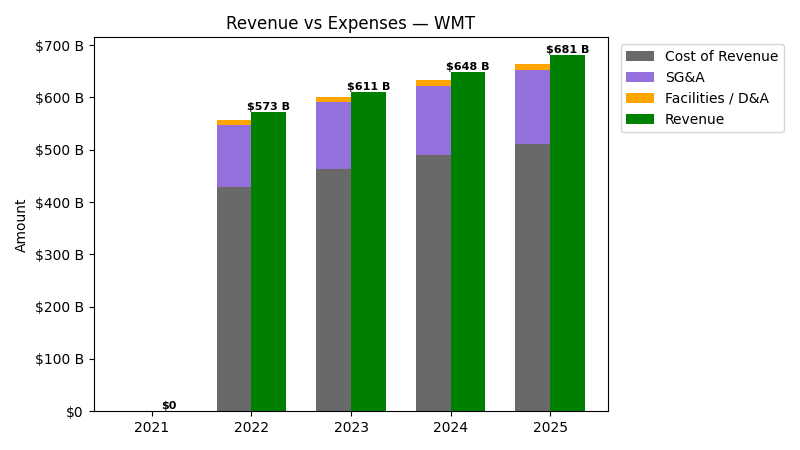 Revenue vs Expenses — WMT
$700 B
$600 B
$500 B
$400 B
$300 B
$200 B
$100 B
$0
Amount
$0
$573 B
$611 B
$648 B
$681 B
2021
2022
2023
2024
2025
Cost of Revenue
SG&A
Facilities / D&A
Revenue